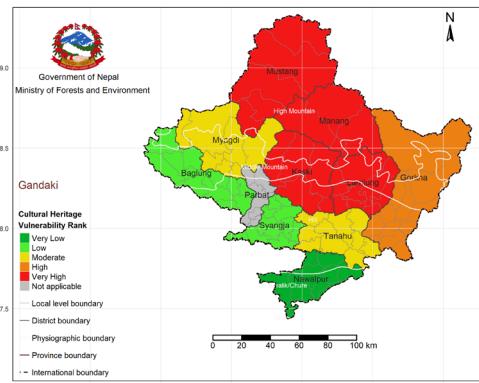 N
Government of Nepal
Ministry of Forests and Environment
9.0
8.5
8.0
7.5
Mustang
High Mountain
Manang
Myagdi
Mountain
Baglung
Kaski
Lamjung
Gorkha
Parbat
Syangja
Tanahu
Nawalpur
Gandaki
Cultural Heritage
Vulnerability Rank
Very Low
Low
Moderate
High
Very High
Not applicable
Local level boundary
District boundary
Physiographic boundary
Province boundary
International boundary
0 20 40 60 80 100 km